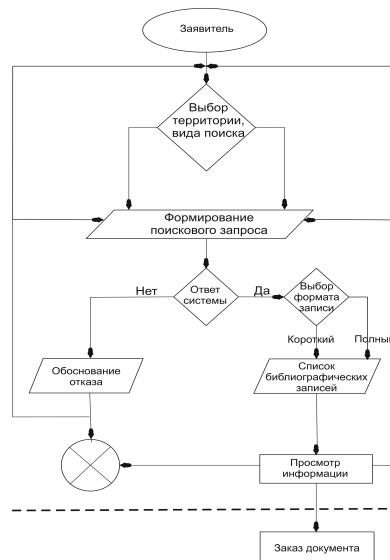 Заявитель
Выбор
территории,
вида поиска
Формирование
поискового запроса
Нет
Ответ
системы
Да
Выбор
формата
записи
Короткий
Полный
Обоснование
отказа
Список
библиографических
записей
Просмотр
информации
Заказ документа